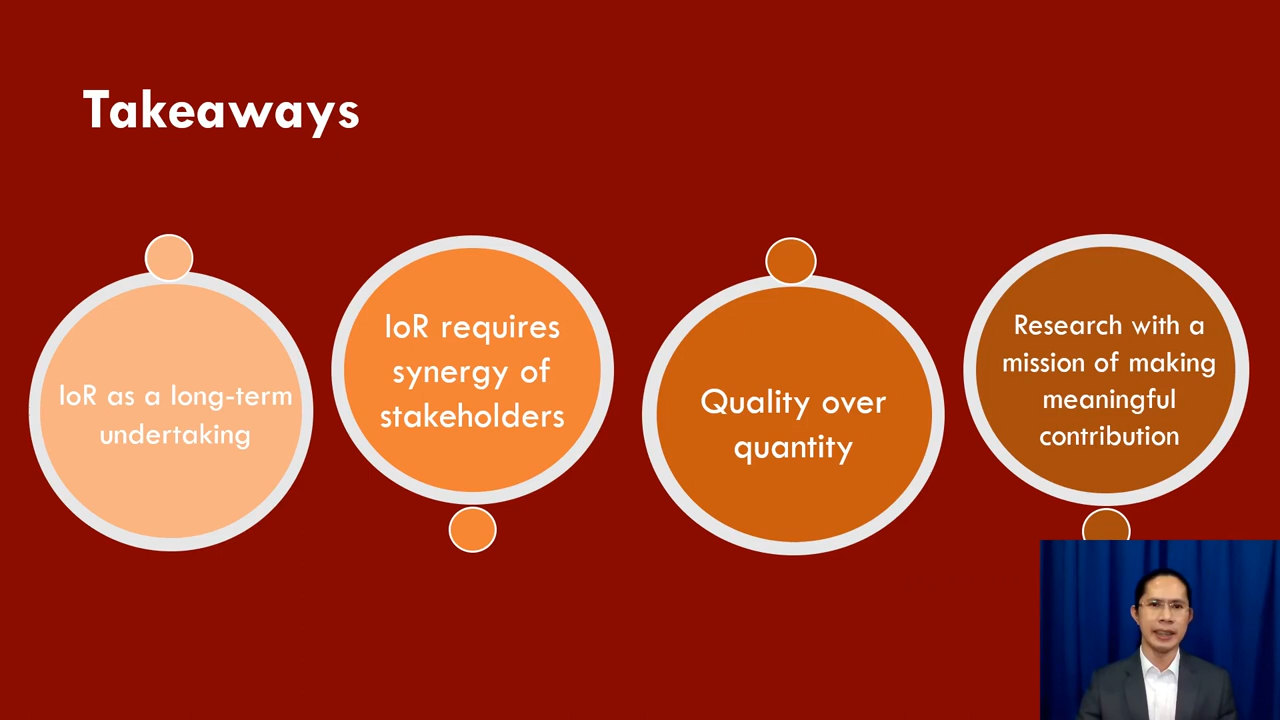 Takeaways
IoR as a long-term
undertaking
IoR requires
synergy of
stakeholders
Quality over
quantity
Research with a
mission of making
meaningful
contribution